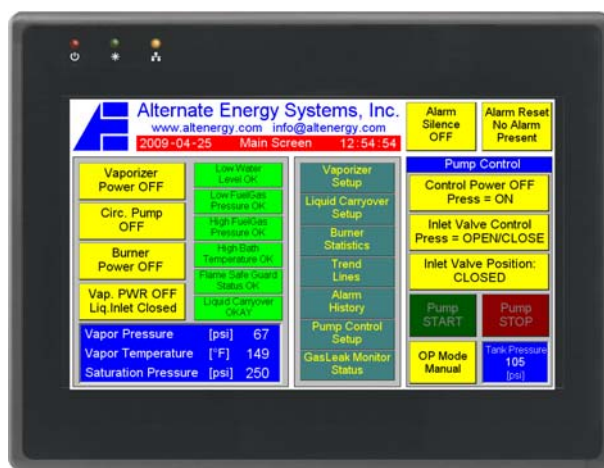 Alternate Energy Systems, Inc.
www.altenergy.com info@altenergy.com
2009-04-25 Main Screen 12:54:54
Alarm
Silence
OFF
Alarm Reset
No Alarm
Present
Vaporizer
Power OFF
Circ. Pump
OFF
Burner
Power OFF
Vap. PWR OFF
Liq.Inlet Closed
Low Water
Level OK
Low FuelGas
Pressure OK
High FuelGas
Pressure OK
High Bath
Temperature OK
Flame Safe Guard
Status OK
Liquid Carryover
OKAY
Vapor Pressure [psi] 67
Vapor Temperature [°F] 149
Saturation Pressure [psi] 250
Vaporizer
Setup
Liquid Carryover
Setup
Burner
Statistics
Trend
Lines
Alarm
History
Pump Control
Setup
GasLeak Monitor
Status
Pump Control
Control Power OFF
Press = ON
Inlet Valve Control
Press = OPEN/CLOSE
Inlet Valve Position:
CLOSED
Pump
START
Pump
STOP
OP Mode
Manual
Tank Pressure
105
[psi]